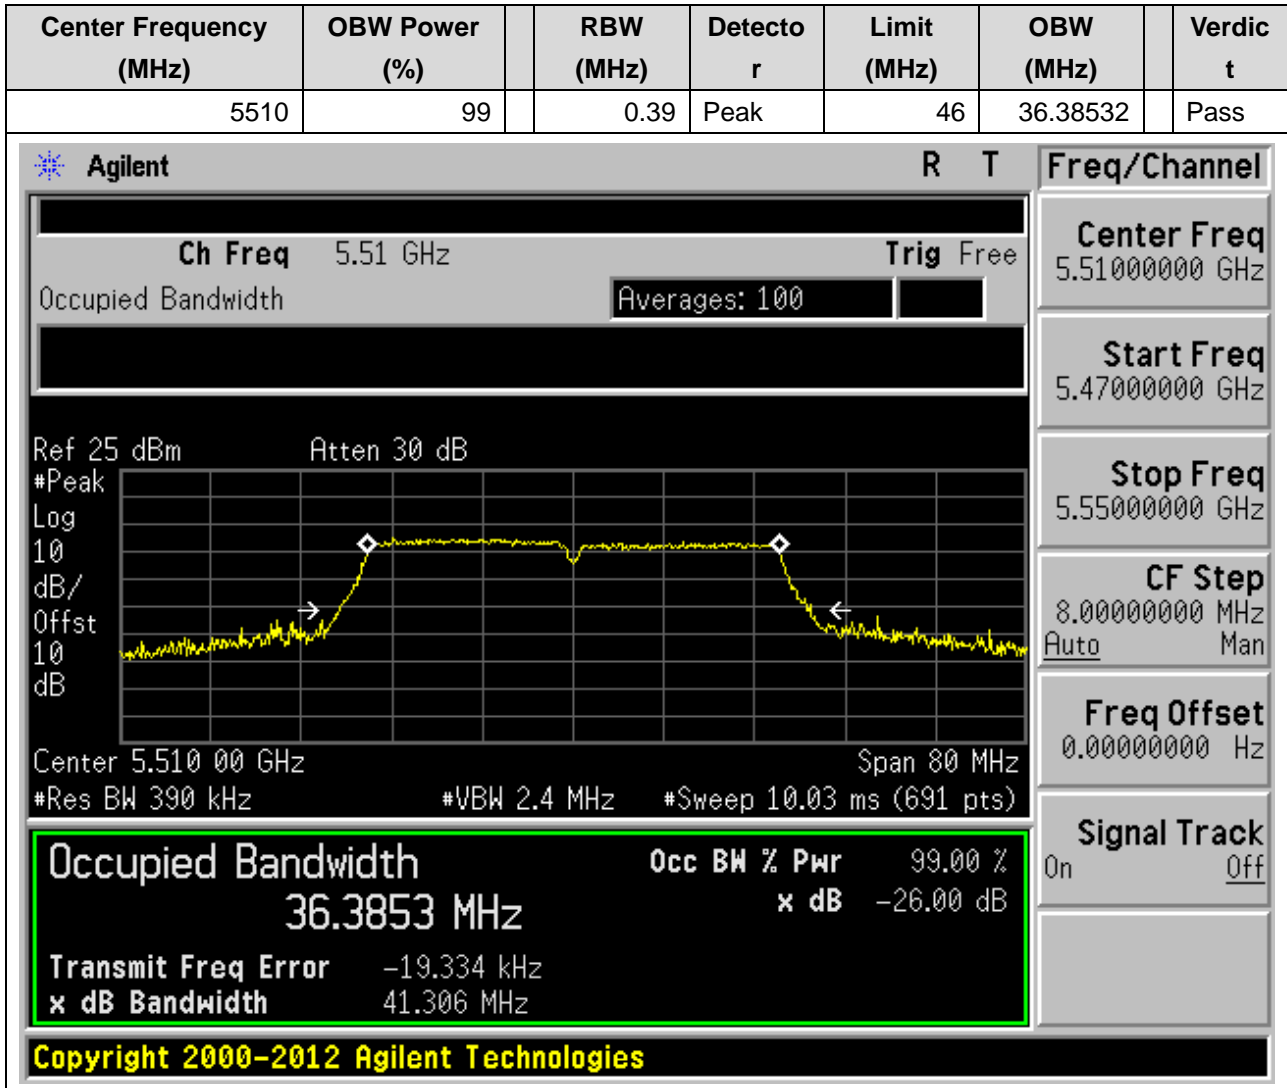 Center Frequency OBW Power RBW Detecto Limit OBW Verdic
(MHz) (%) (MHz) r (MHz) (MHz) t
5510 99 0.39 Peak 46 36.38532 Pass
Agilent R T Freq/Channel
Ch Freq 5.51 GHz Trig Free
Occupied Bandwidth Averages: 100
Center Freq
5.51000000 GHz
Start Freq
5.47000000 GHz
Stop Freq
5.55000000 GHz
CF Step
8.00000000 MHz
Auto Man
Freq Offset
0.00000000 Hz
Signal Track
On Off
Ref 25 dBm Atten 30 dB
#Peak
Log
10
dB/
Offst
10
dB
Center 5.510 00 GHz Span 80 MHz
#Res BW 390 kHz #VBW 2.4 MHz #Sweep 10.03 ms (691 pts)
Occupied Bandwidth Occ BW % Pwr 99.00 %
36.3853 MHz x dB -26.00 dB
Transmit Freq Error -19.334 kHz
x dB Bandwidth 41.306 MHz
Copyright 2000-2012 Agilent Technologies